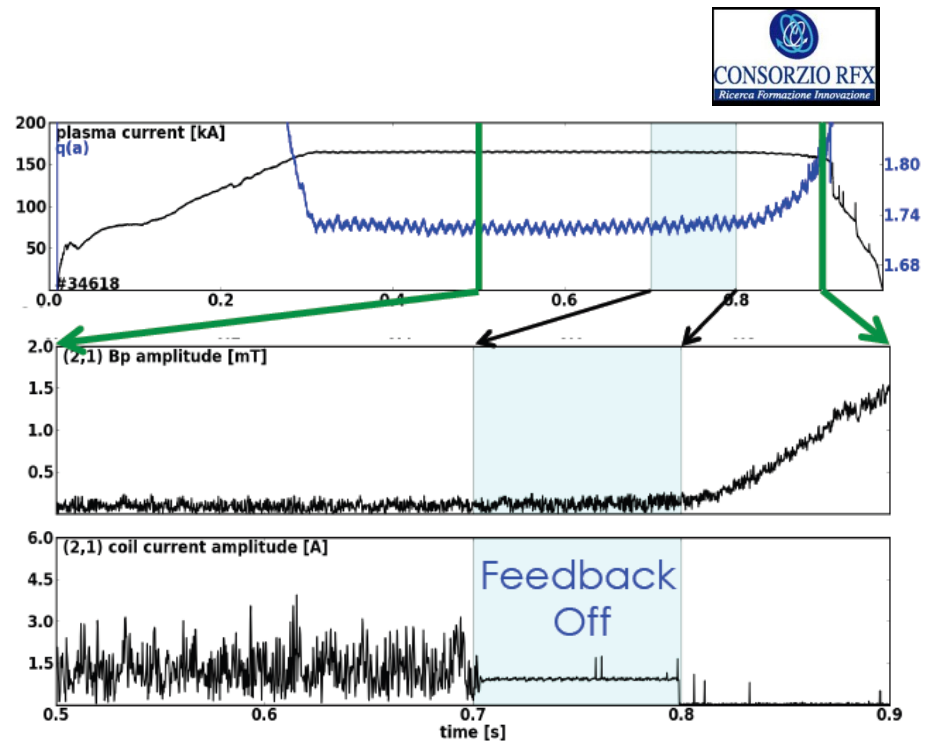 CONSORZIO RFX
Ricerca Formazione Innovazione
200
plasma current [kA]
q(a)
150
100
50
1.80
1.74
1.68
#34618
0.0
0.2
0.4
0.6
0.8
2.0
(2,1) Bp amplitude [mT]
1.5
1.0
0.5
6.0
(2,1) coil current amplitude [A]
4.5
3.0
1.5
Feedback
Off
0.5
0.6
0.7
0.8
0.9
time [s]